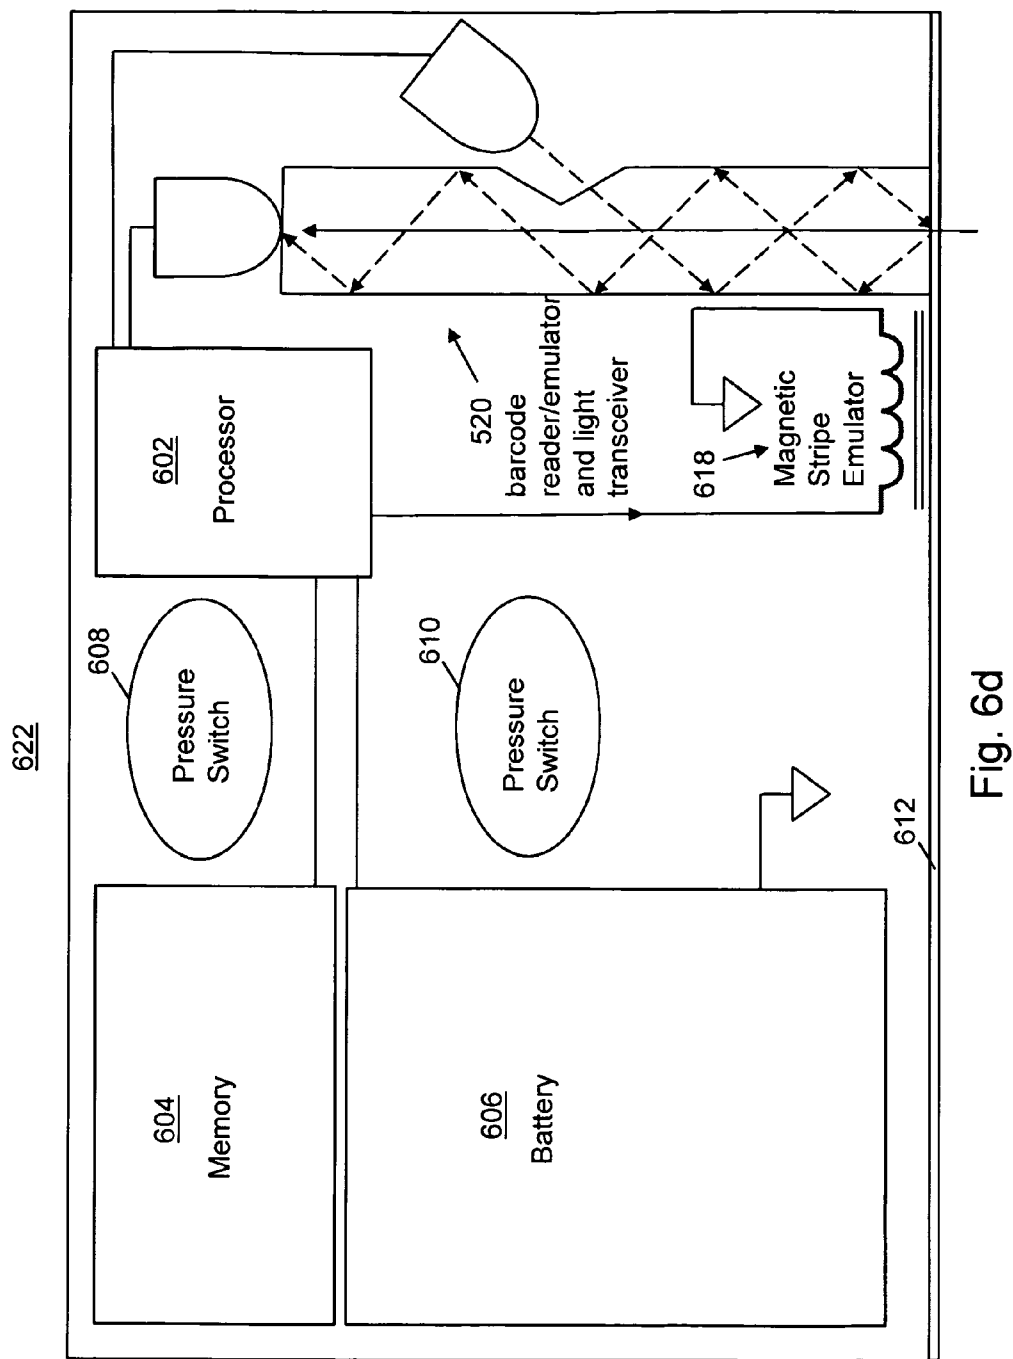 622
604
Memory
608
Pressure
Switch
602
Processor
606
Battery
610
Pressure
Switch
520
barcode
reader/emulator
and light
transceiver
618
Magnetic
Stripe
Emulator
612
Fig. 6d